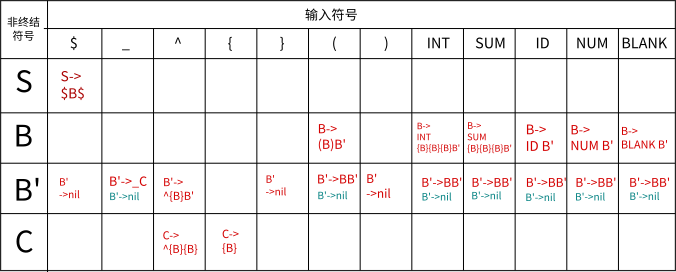 非终结 输入符号
符号
$ _ ^ { } ( ) INT SUM ID NUM BLANK
S S->
$B$
B B-> B-> B-> B-> B-> B->
(B)B' INT SUM ID B' NUM B' BLANK B'
{B}{B}{B}B' {B}{B}{B}B'
B' B' B'->_C B'-> B' B'->BB' B' B'->BB' B'->BB' B'->BB' B'->BB' B'->BB'
->nil B'->nil ^{B}B' ->nil B'->nil ->nil B'->nil B'->nil B'->nil B'->nil B'->nil
C C-> C->
^{B}{B} {B}